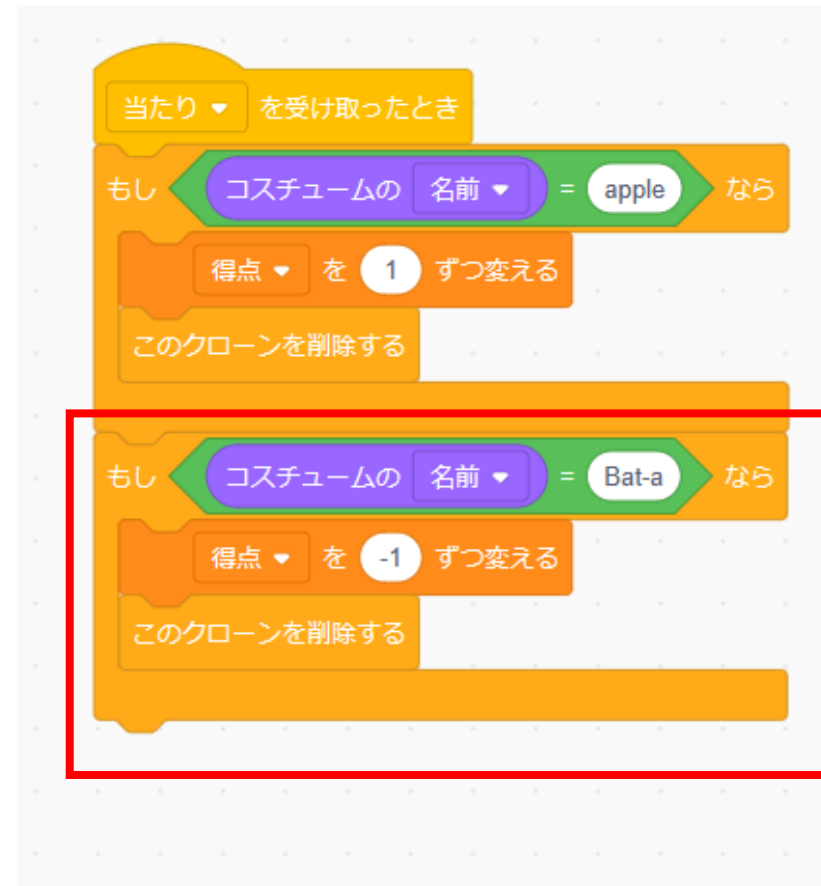 当たり を受け取ったとき
もし コスチュームの 名前 = apple なら
得点 を 1 ずつ変える
このクローンを削除する
もし コスチュームの 名前 = Bat-a なら
得点 を -1 ずつ変える
このクローンを削除する